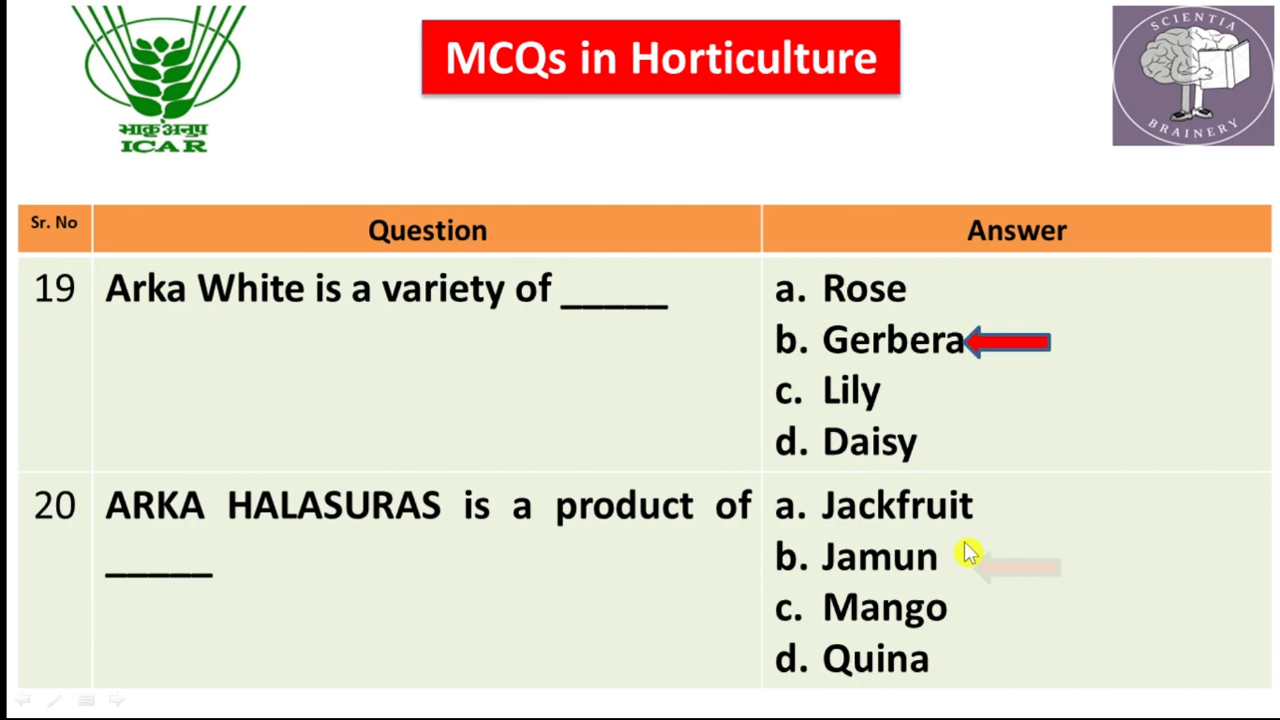 MCQs in Horticulture
भाकृअनुप
ICAR
SCIENTIA
BRAINERY
Sr. No Question Answer
19 Arka White is a variety of _____ a. Rose
b. Gerbera
c. Lily
d. Daisy
20 ARKA HALASURAS is a product of a. Jackfruit
_____ b. Jamun
c. Mango
d. Quina